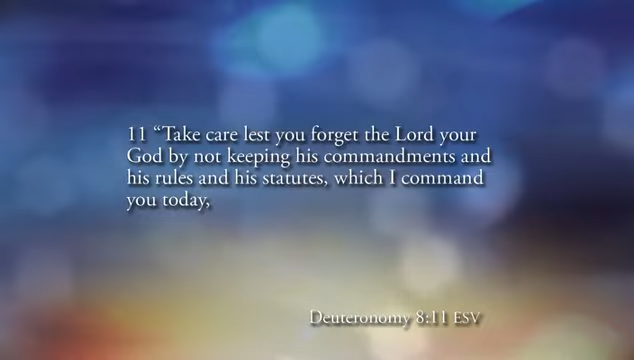 11 “Take care lest you forget the Lord your
God by not keeping his commandments and
his rules and his statutes, which I command
you today,
Deuteronomy 8:11 ESV